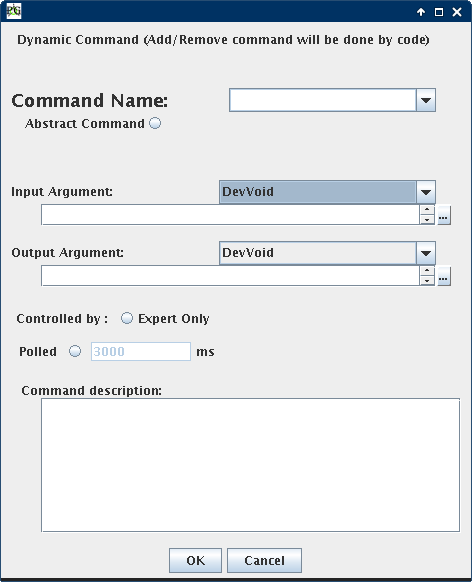 PG
Dynamic Command (Add/Remove command will be done by code)
Command Name:
Abstract Command
Input Argument: DevVoid
...
Output Argument: DevVoid
...
Controlled by : Expert Only
Polled 3000 ms
Command description:
OK Cancel